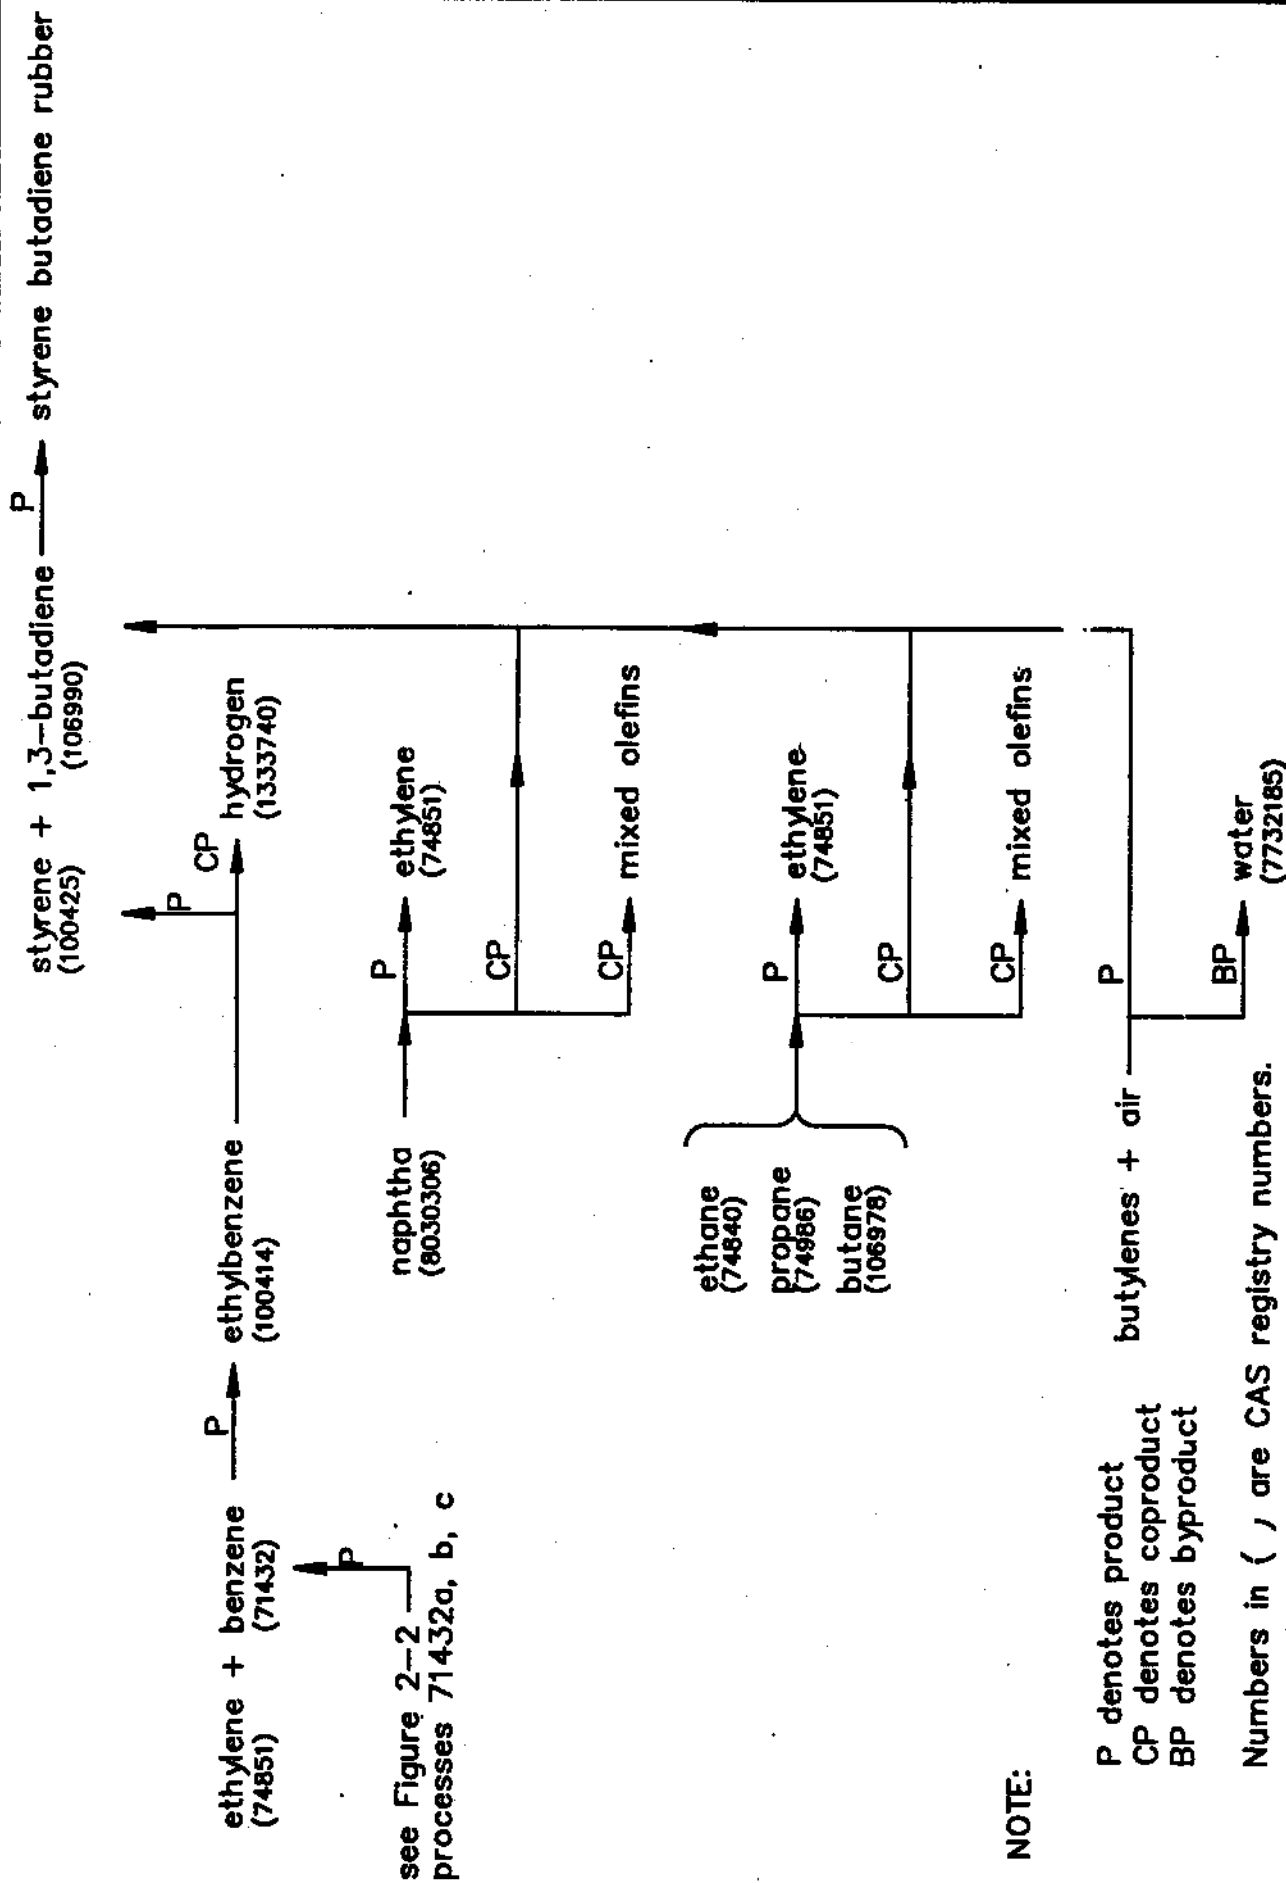 styrene + 1,3-butadiene P styrene butadiene rubber
(100425) (106990)
P
ethylene + benzene P ethylbenzene CP hydrogen
(74851) (71432) (100414) (1333740)
P
see Figure 2-2
processes 71432a, b, c
naphtha P ethylene
(8030306) (74851)
CP
CP mixed olefins
ethane
(74840)
propane P ethylene
(74986) (74851)
butane
(106978)
CP
CP mixed olefins
butylenes + air P
BP water
(7732185)
NOTE:
P denotes product
CP denotes coproduct
BP denotes byproduct
Numbers in ( ) are CAS registry numbers.